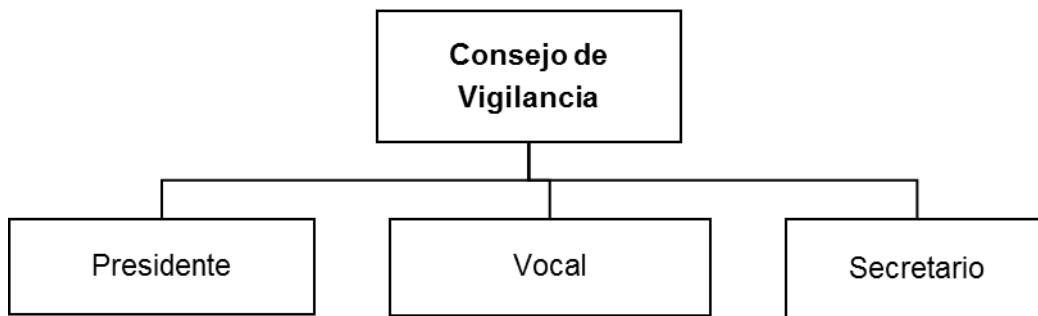 Consejo de
Vigilancia
Presidente
Vocal
Secretario